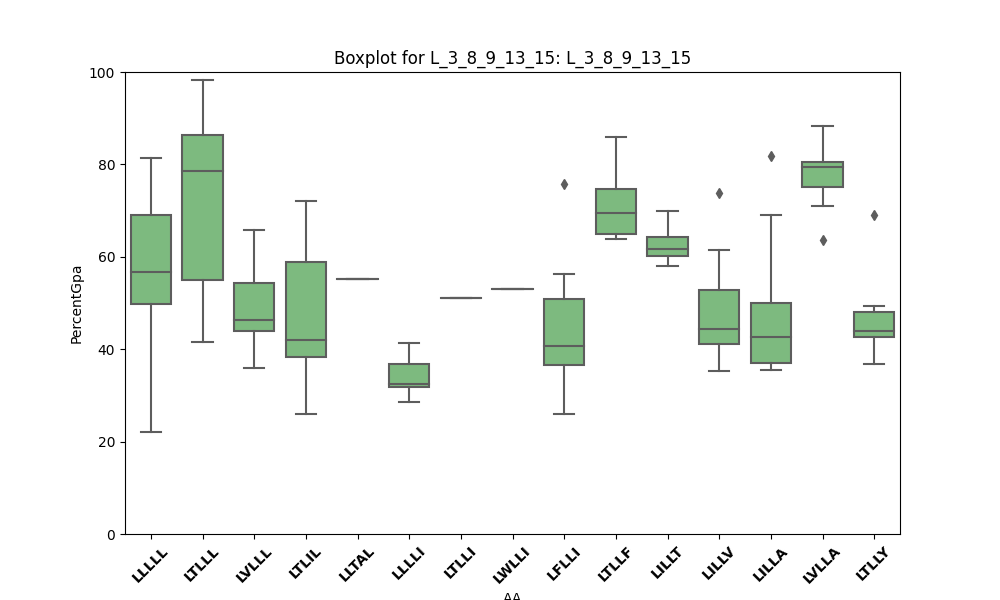 Boxplot for L_3_8_9_13_15: L_3_8_9_13_15
100
80
60
40
20
0
PercentGpa
LLLLL LTLLL LVLLL LTLIL LLTAL LLLLI LTLLI LWLLI LFLLI LTLLF LILLT LILLV LILLA LVLLA LTLLY
AA